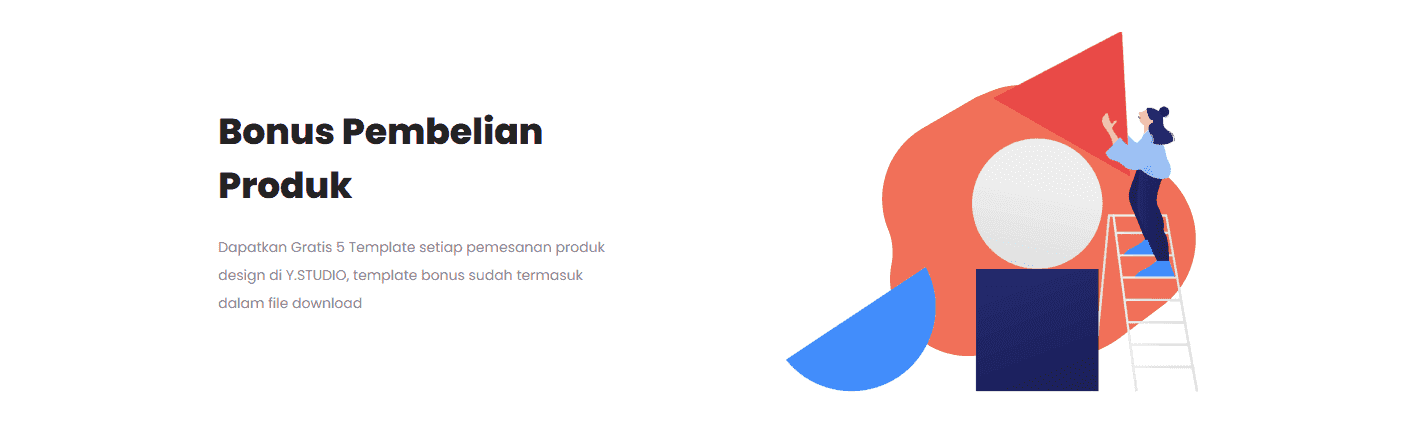 Bonus Pembelian
Produk
Dapatkan Gratis 5 Template setiap pemesanan produk
design di Y.STUDIO, template bonus sudah termasuk
dalam file download